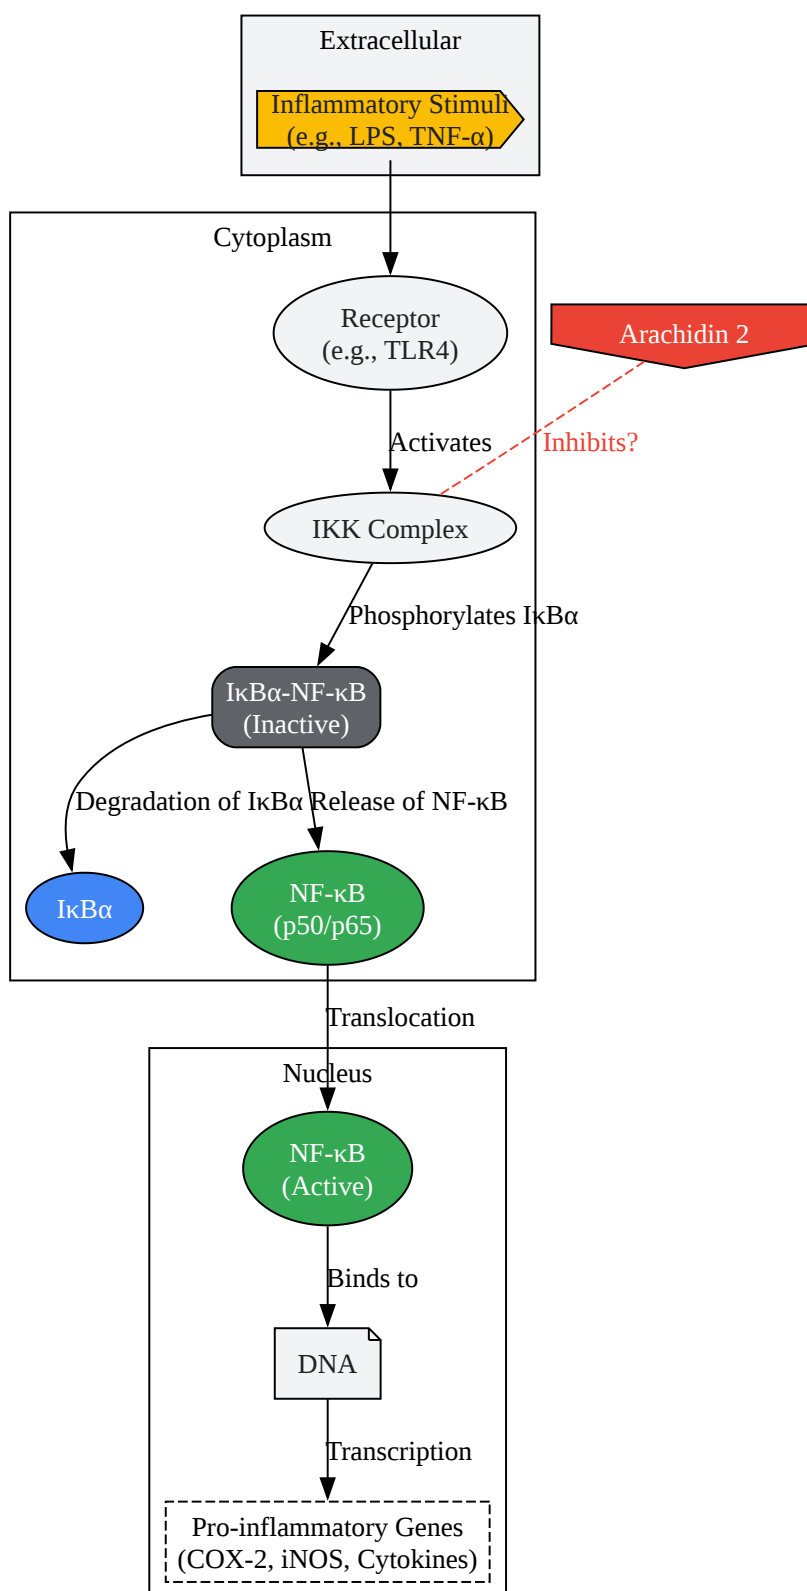 Extracellular
Inflammatory Stimuli
(e.g., LPS, TNF-α)
Cytoplasm
Receptor
(e.g., TLR4)
Arachidin 2
Activates
Inhibits?
IKK Complex
Phosphorylates IκBα
IκBα-NF-κB
(Inactive)
Degradation of IκBα
Release of NF-κB
IκBα
NF-κB
(p50/p65)
Translocation
Nucleus
NF-κB
(Active)
Binds to
DNA
Transcription
Pro-inflammatory Genes
(COX-2, iNOS, Cytokines)